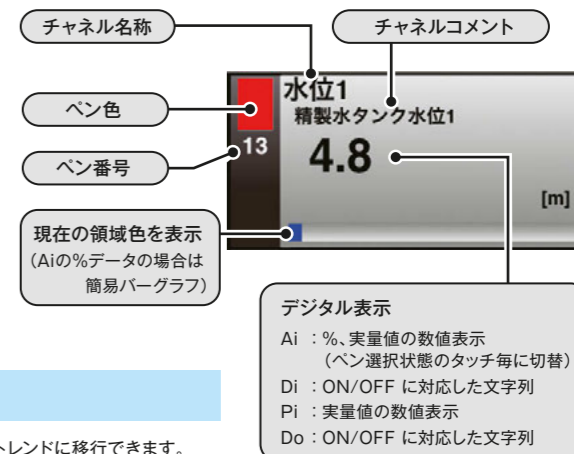 チャネル名称
チャネルコメント
水位1
精製水タンク水位1
ペン色
13
4.8
ペン番号
[m]
現在の領域色を表示
(Aiの%データの場合は
簡易バーグラフ)
デジタル表示
Ai ：%、実量値の数値表示
(ペン選択状態のタッチ毎に切替)
Di ：ON/OFF に対応した文字列
Pi ：実量値の数値表示
Do：ON/OFF に対応した文字列
トレンドに移行できます。